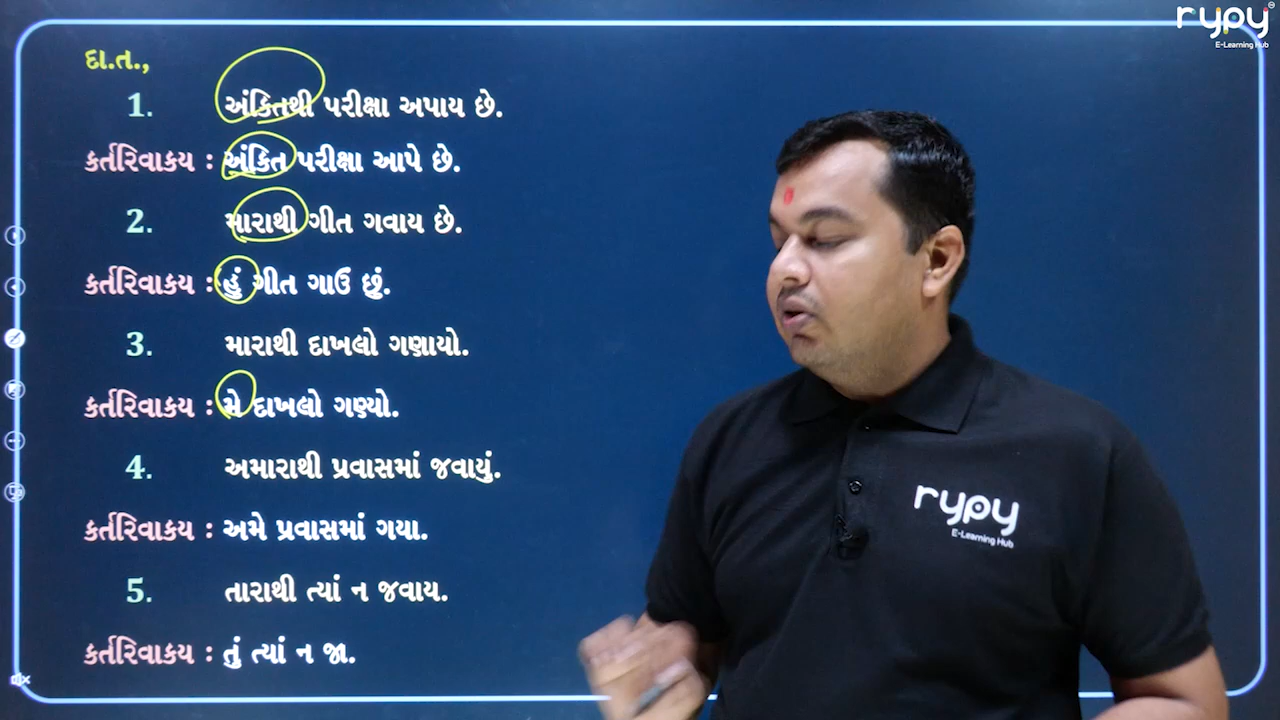 rypy
E-Learning Hub
દા.ત.,
1. અંકિતથી પરીક્ષા અપાય છે.
કર્તરિવાક્ય : અંકિત પરીક્ષા આપે છે.
2. મારાથી ગીત ગવાય છે.
કર્તરિવાક્ય : હું ગીત ગાઉ છું.
3. મારાથી દાખલો ગણાયો.
કર્તરિવાક્ય : મે દાખલો ગણ્યો.
4. અમારાથી પ્રવાસમાં જવાયું.
કર્તરિવાક્ય : અમે પ્રવાસમાં ગયા.
5. તારાથી ત્યાં ન જવાય.
કર્તરિવાક્ય : તું ત્યાં ન જા.
rypy
E-Learning Hub